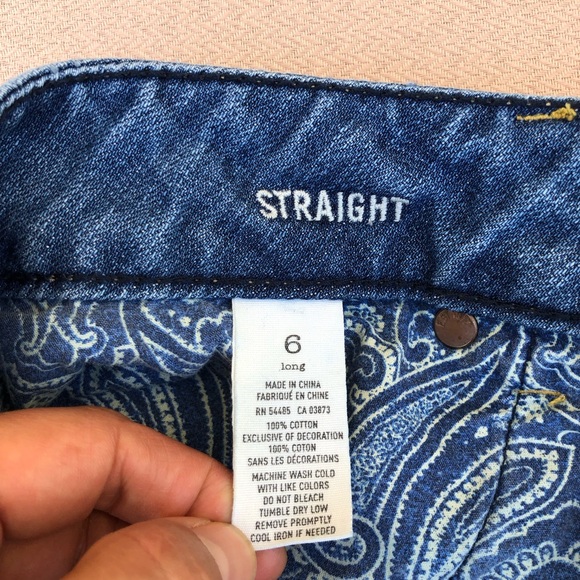 STRAIGHT
6
long
MADE IN CHINA
FABRIQUÉ EN CHINE
RN 54485 CA 03873
100% COTTON
EXCLUSIVE OF DECORATION
100% COTON
SANS LES DÉCORATIONS
MACHINE WASH COLD
WITH LIKE COLORS
DO NOT BLEACH
TUMBLE DRY LOW
REMOVE PROMPTLY
COOL IRON IF NEEDED